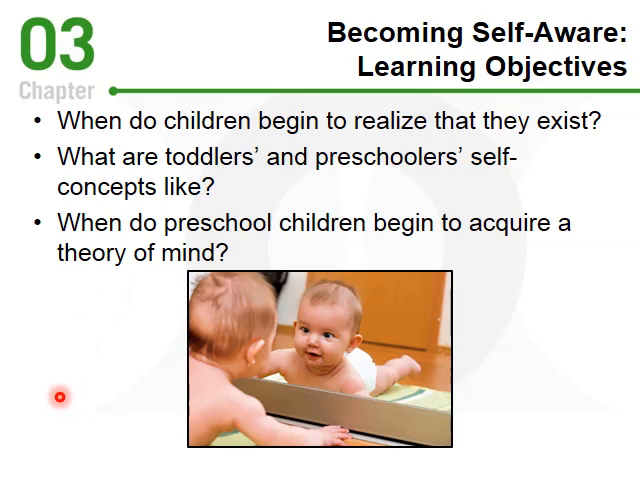 03
Chapter
Becoming Self-Aware:
Learning Objectives
• When do children begin to realize that they exist?
• What are toddlers’ and preschoolers’ self-
concepts like?
• When do preschool children begin to acquire a
theory of mind?